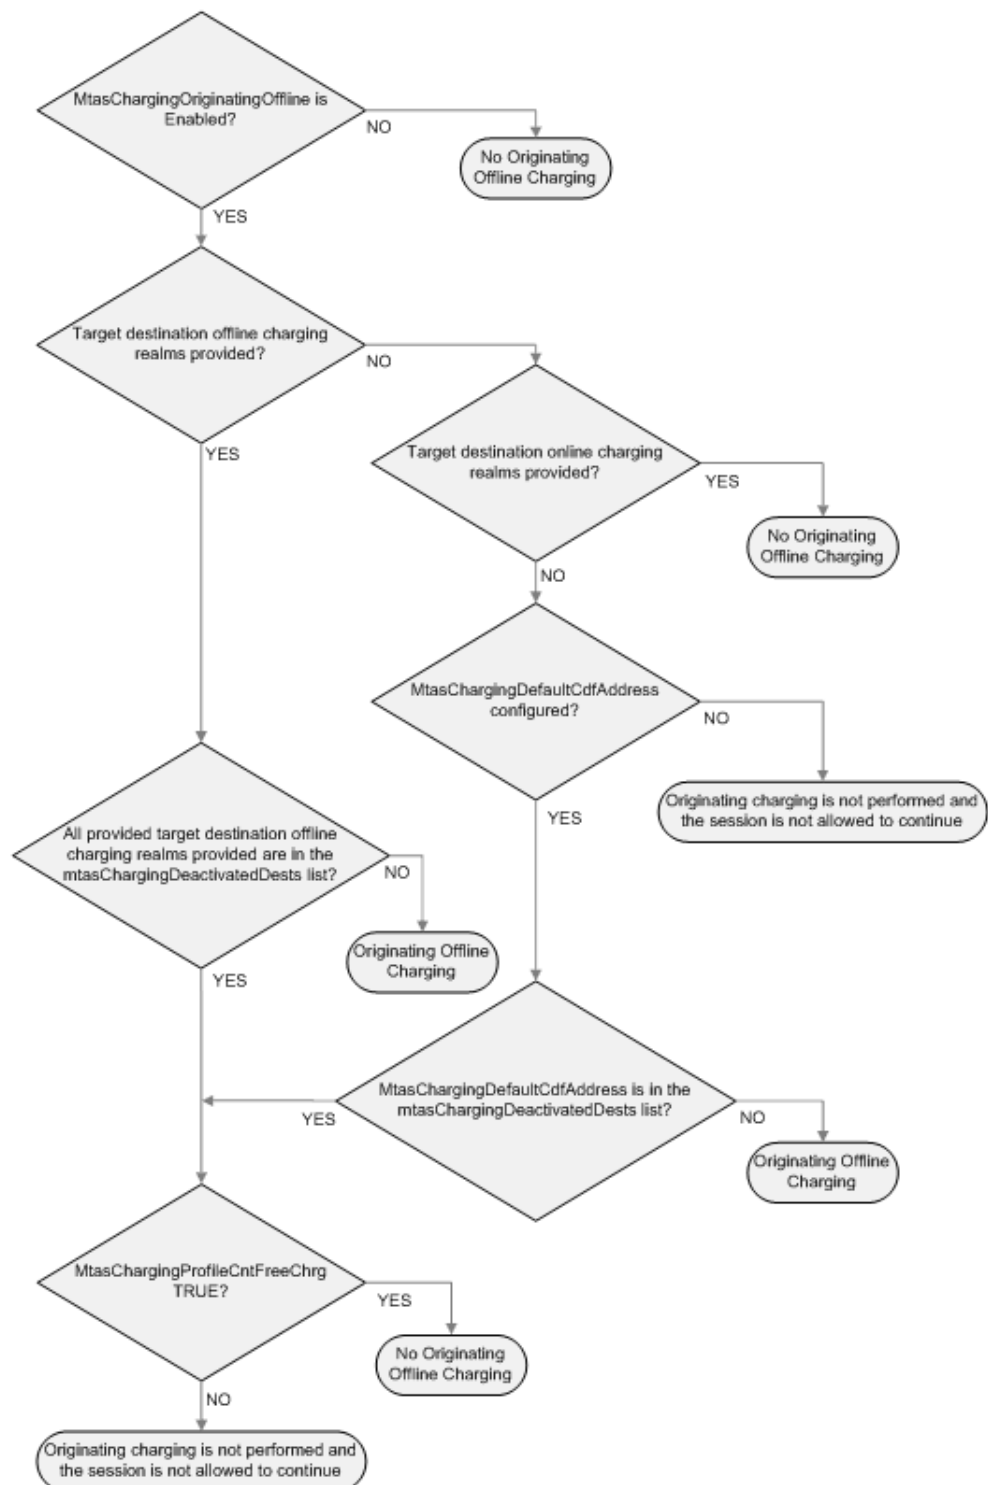 MtasChargingOriginatingOffline is
Enabled?
NO
No Originating
Offline Charging
YES
Target destination offline charging
realms provided?
NO
YES
Target destination online charging
realms provided?
YES
No Originating
Offline Charging
NO
MtasChargingDefaultCdfAddress
configured?
NO
Originating charging is not performed and
the session is not allowed to continue
YES
All provided target destination offline
charging realms provided are in the
mtasChargingDeactivatedDests list?
NO
Originating Offline
Charging
YES
MtasChargingDefaultCdfAddress is in the
mtasChargingDeactivatedDests list?
YES
NO
Originating Offline
Charging
MtasChargingProfileCntFreeChrg
TRUE?
YES
No Originating
Offline Charging
NO
Originating charging is not performed and
the session is not allowed to continue